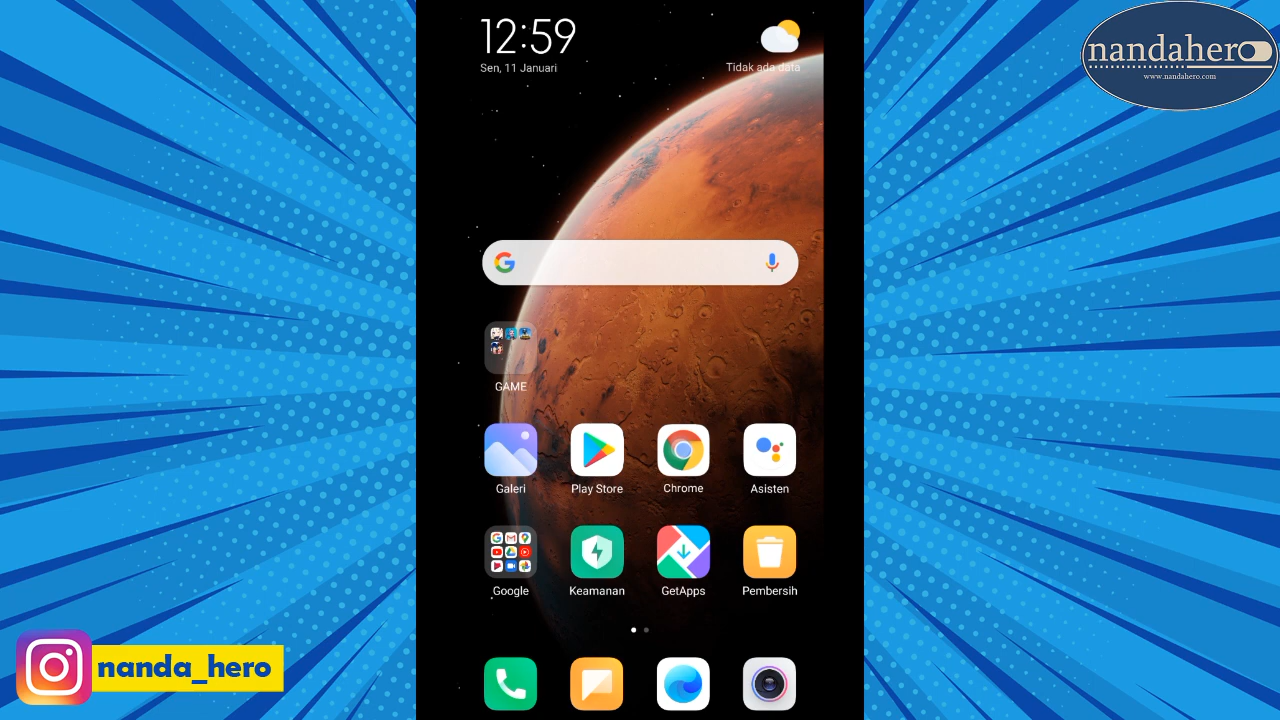 12:59
Sen, 11 Januari
Tidak ada data
nandahero
www.nandahero.com
GAME
Galeri
Play Store
Chrome
Asisten
Google
Keamanan
GetApps
Pembersih
nanda_hero